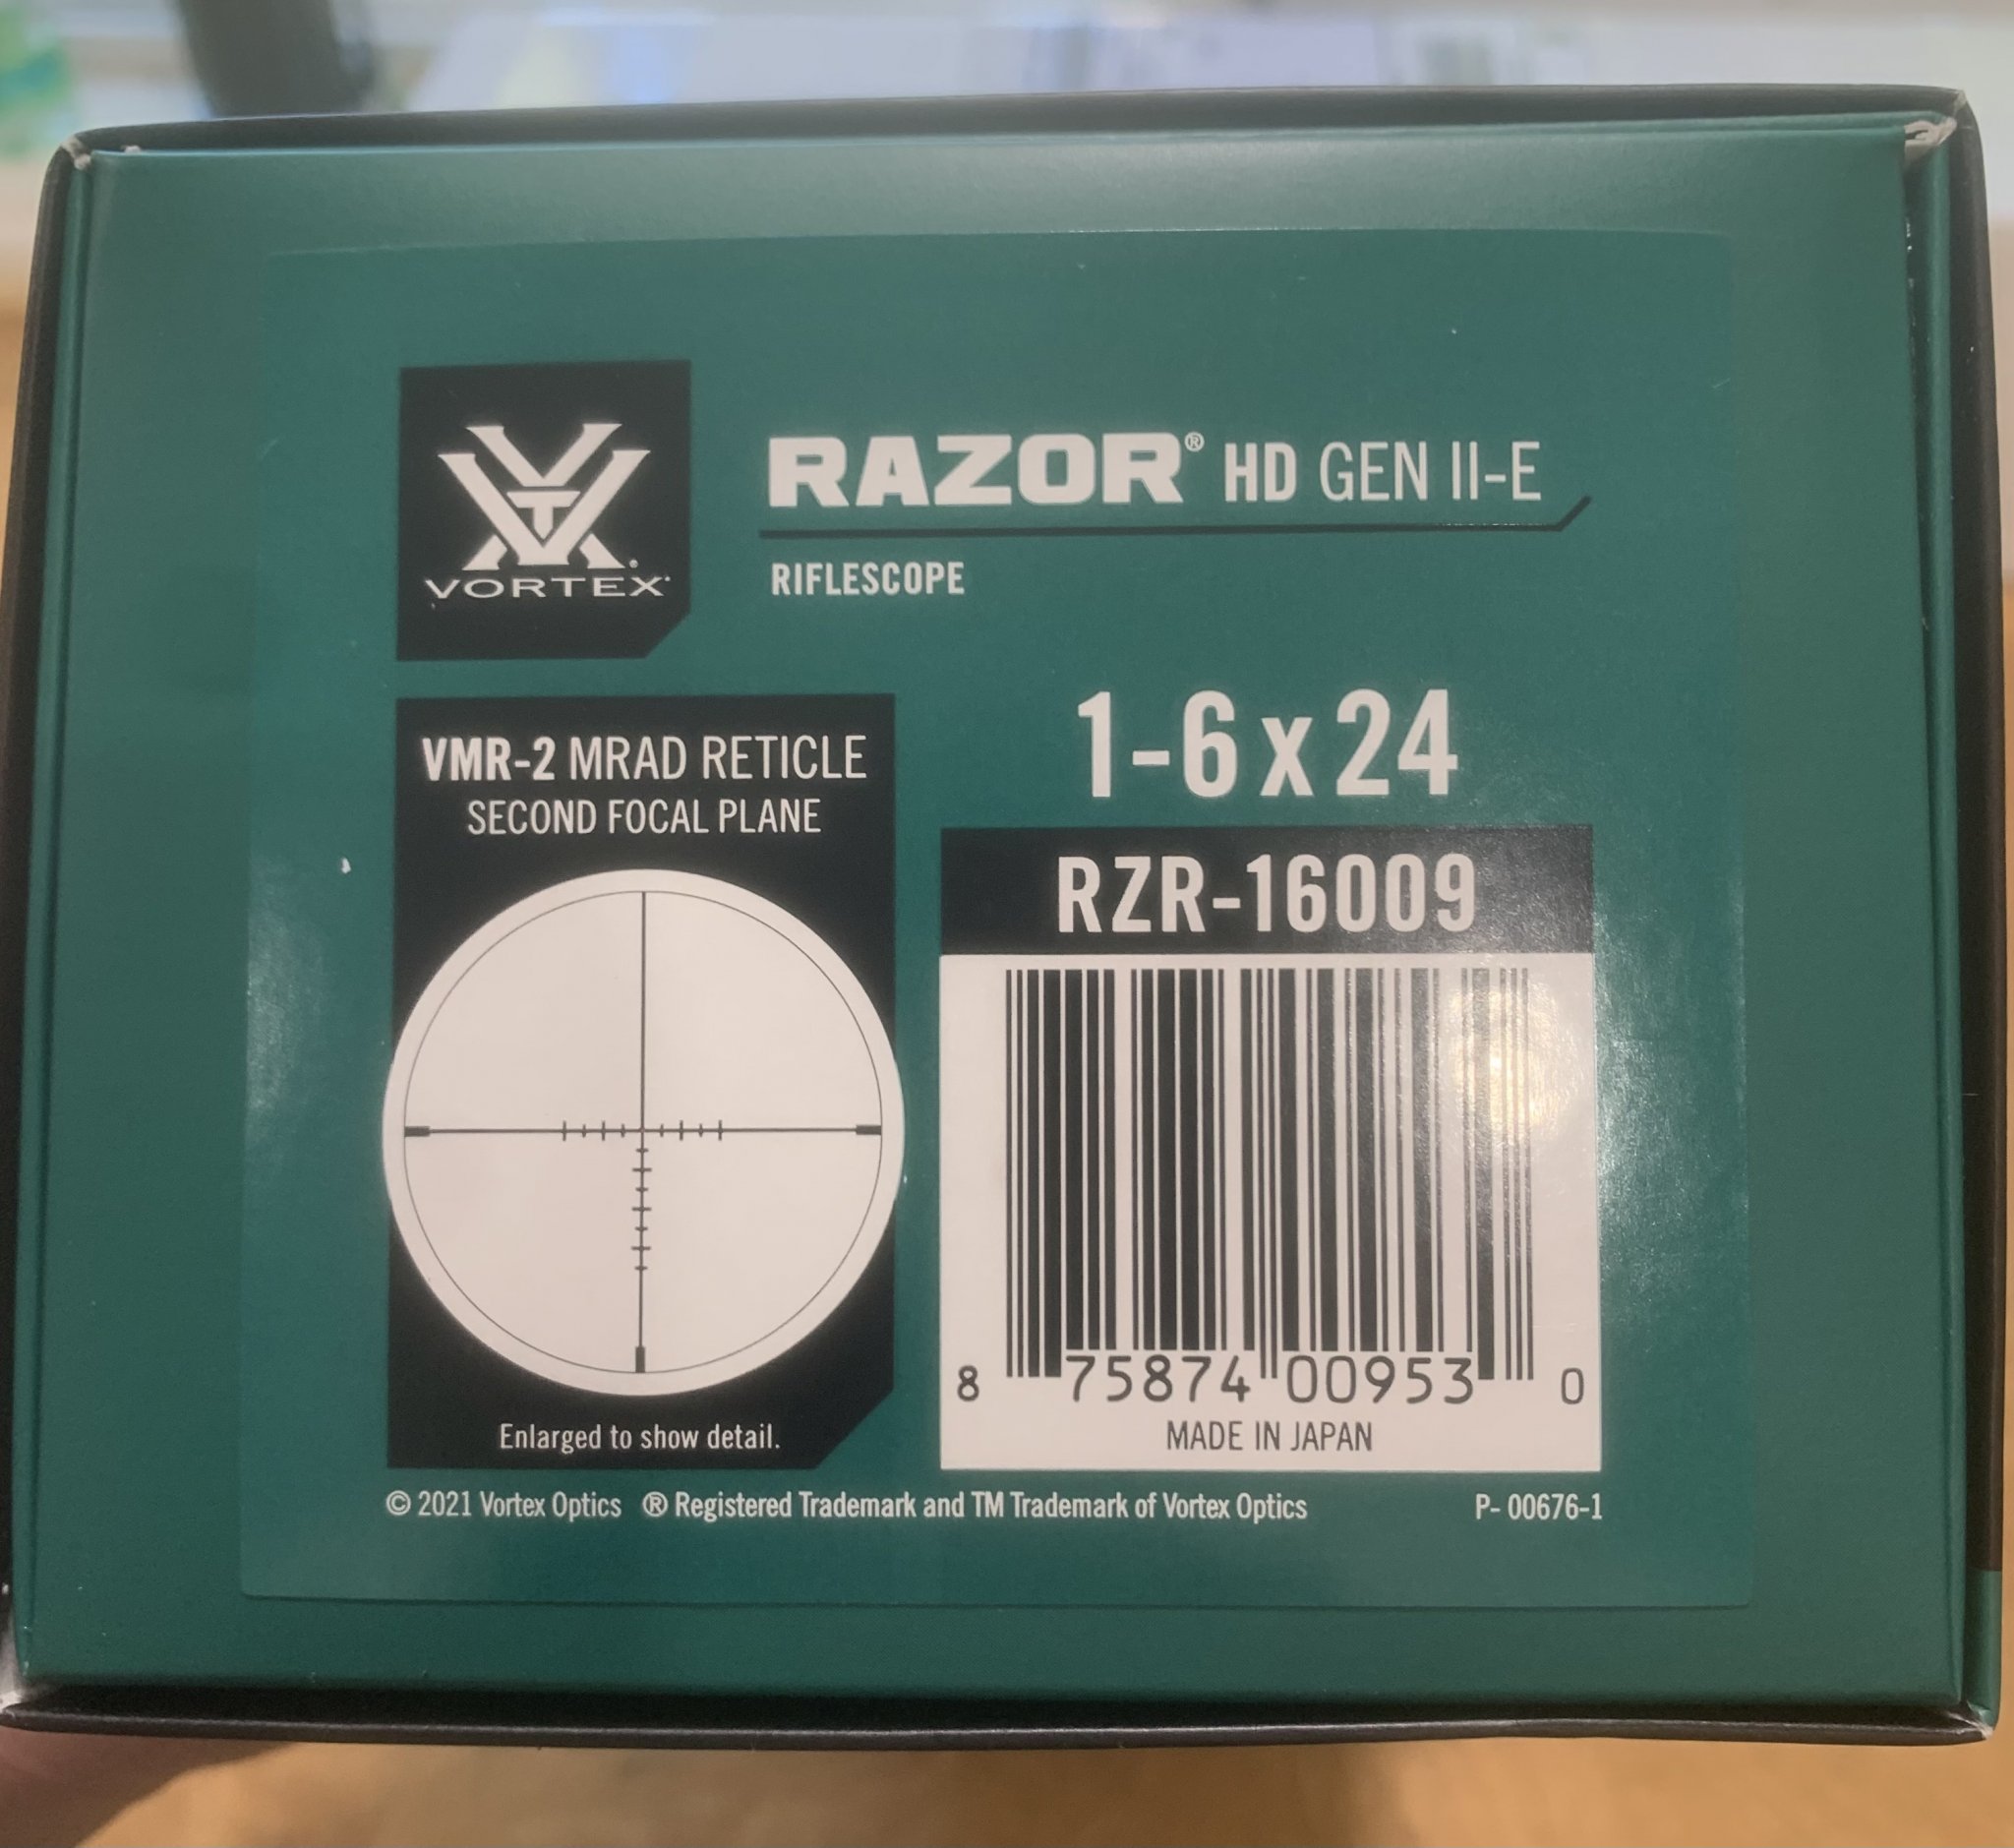 VORTEX
RAZOR® HD GEN II-E
RIFLESCOPE
1-6x24
VMR-2 MRAD RETICLE
SECOND FOCAL PLANE
Enlarged to show detail.
RZR-16009
8 75874 00953 0
MADE IN JAPAN
© 2021 Vortex Optics ® Registered Trademark and TM Trademark of Vortex Optics P- 00676-1